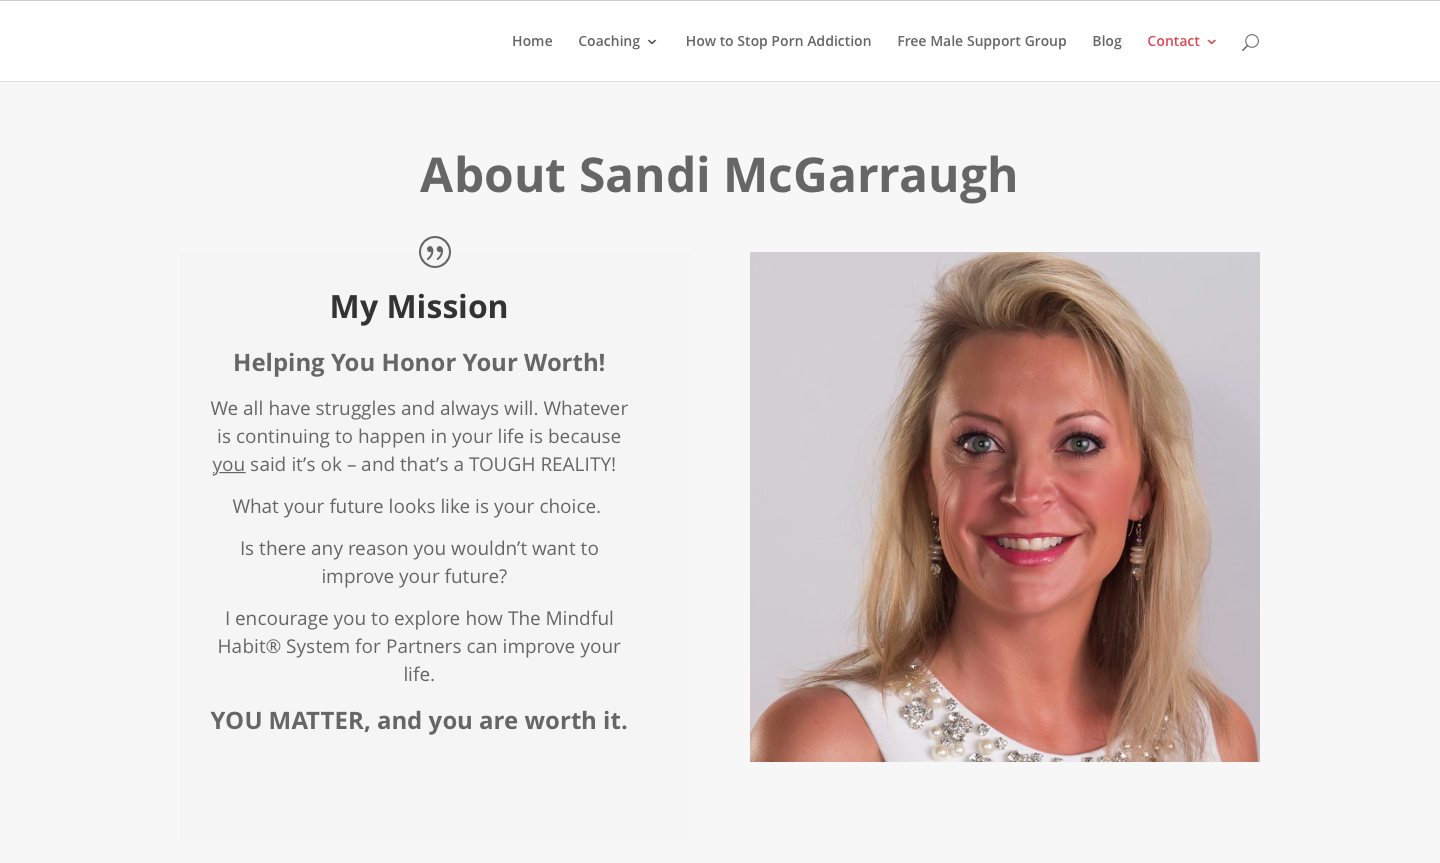 Home Coaching How to Stop Porn Addiction Free Male Support Group Blog Contact
About Sandi McGarraugh
My Mission
Helping You Honor Your Worth!
We all have struggles and always will. Whatever
is continuing to happen in your life is because
you said it’s ok – and that’s a TOUGH REALITY!
What your future looks like is your choice.
Is there any reason you wouldn’t want to
improve your future?
I encourage you to explore how The Mindful
Habit® System for Partners can improve your
life.
YOU MATTER, and you are worth it.